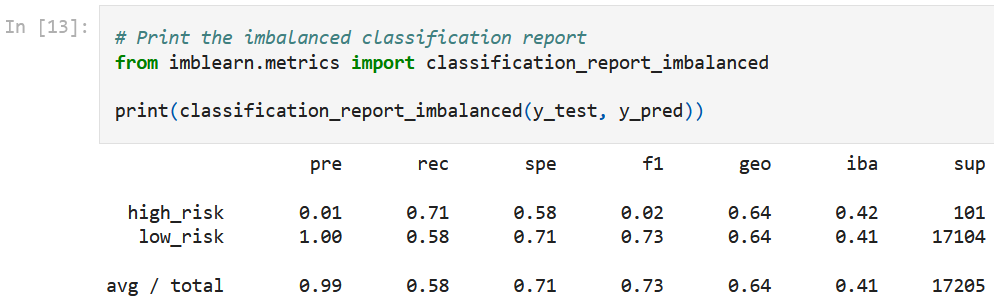 In [13]:
# Print the imbalanced classification report
from imblearn.metrics import classification_report_imbalanced
print(classification_report_imbalanced(y_test, y_pred))
pre rec spe f1 geo iba sup
high_risk 0.01 0.71 0.58 0.02 0.64 0.42 101
low_risk 1.00 0.58 0.71 0.73 0.64 0.41 17104
avg / total 0.99 0.58 0.71 0.73 0.64 0.41 17205